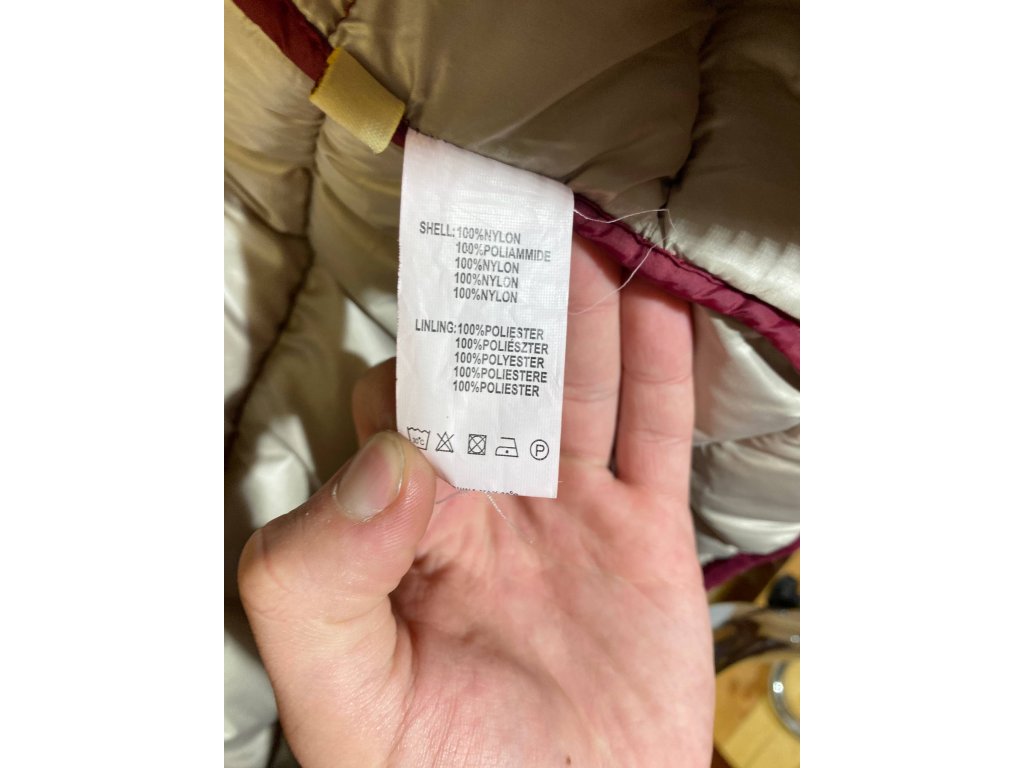 SHELL:100%NYLON
100%POLIAMMIDE
100%NYLON
100%NYLON
100%NYLON
LINLING:100%POLIESTER
100%POLIÉSZTER
100%POLYESTER
100%POLIESTERE
100%POLIESTER
30°C
P